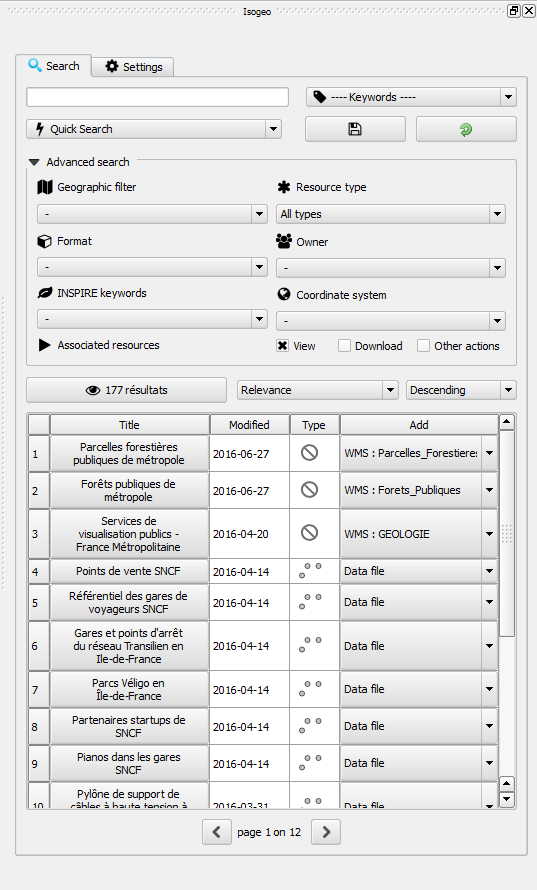 Isogeo
Search Settings
---- Keywords ----
Quick Search
Advanced search
Geographic filter Resource type
- All types
Format Owner
- -
INSPIRE keywords Coordinate system
- -
Associated resources View Download Other actions
177 résultats Relevance Descending
Title Modified Type Add
1 Parcelles forestières
publiques de métropole 2016-06-27 WMS : Parcelles_Forestieres
2 Forêts publiques de
métropole 2016-06-27 WMS : Forets_Publiques
3 Services de
visualisation publics -
France Métropolitaine 2016-04-20 WMS : GEOLOGIE
4 Points de vente SNCF 2016-04-14 Data file
5 Référentiel des gares de
voyageurs SNCF 2016-04-14 Data file
6 Gares et points d'arrêt
du réseau Transilien en
Ile-de-France 2016-04-14 Data file
7 Parcs Véligo en
Île-de-France 2016-04-14 Data file
8 Partenaires startups de
SNCF 2016-04-14 Data file
9 Pianos dans les gares
SNCF 2016-04-14 Data file
10 Pylône de support de
câbles à haute tension à 2016-03-31 Data file
page 1 on 12